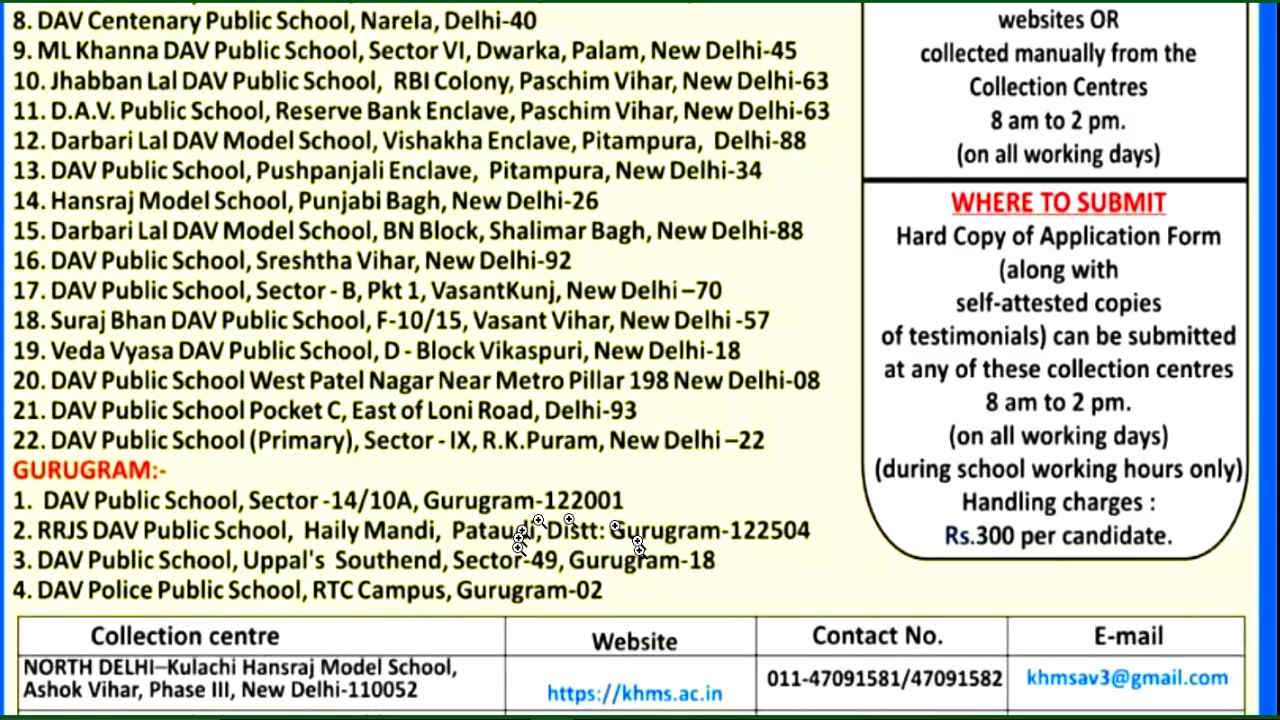 8. DAV Centenary Public School, Narela, Delhi-40
9. ML Khanna DAV Public School, Sector VI, Dwarka, Palam, New Delhi-45
10. Jhabban Lal DAV Public School, RBI Colony, Paschim Vihar, New Delhi-63
11. D.A.V. Public School, Reserve Bank Enclave, Paschim Vihar, New Delhi-63
12. Darbari Lal DAV Model School, Vishakha Enclave, Pitampura, Delhi-88
13. DAV Public School, Pushpanjali Enclave, Pitampura, New Delhi-34
14. Hansraj Model School, Punjabi Bagh, New Delhi-26
15. Darbari Lal DAV Model School, BN Block, Shalimar Bagh, New Delhi-88
16. DAV Public School, Sreshtha Vihar, New Delhi-92
17. DAV Public School, Sector - B, Pkt 1, VasantKunj, New Delhi –70
18. Suraj Bhan DAV Public School, F-10/15, Vasant Vihar, New Delhi -57
19. Veda Vyasa DAV Public School, D - Block Vikaspuri, New Delhi-18
20. DAV Public School West Patel Nagar Near Metro Pillar 198 New Delhi-08
21. DAV Public School Pocket C, East of Loni Road, Delhi-93
22. DAV Public School (Primary), Sector - IX, R.K.Puram, New Delhi –22
GURUGRAM:-
1. DAV Public School, Sector -14/10A, Gurugram-122001
2. RRJS DAV Public School, Haily Mandi, Pataudi, Distt: Gurugram-122504
3. DAV Public School, Uppal's Southend, Sector-49, Gurugram-18
4. DAV Police Public School, RTC Campus, Gurugram-02
websites OR
collected manually from the
Collection Centres
8 am to 2 pm.
(on all working days)
WHERE TO SUBMIT
Hard Copy of Application Form
(along with
self-attested copies
of testimonials) can be submitted
at any of these collection centres
8 am to 2 pm.
(on all working days)
(during school working hours only)
Handling charges :
Rs.300 per candidate.
Collection centre
Website
Contact No.
E-mail
NORTH DELHI–Kulachi Hansraj Model School,
Ashok Vihar, Phase III, New Delhi-110052
https://khms.ac.in
011-47091581/47091582
khmsav3@gmail.com